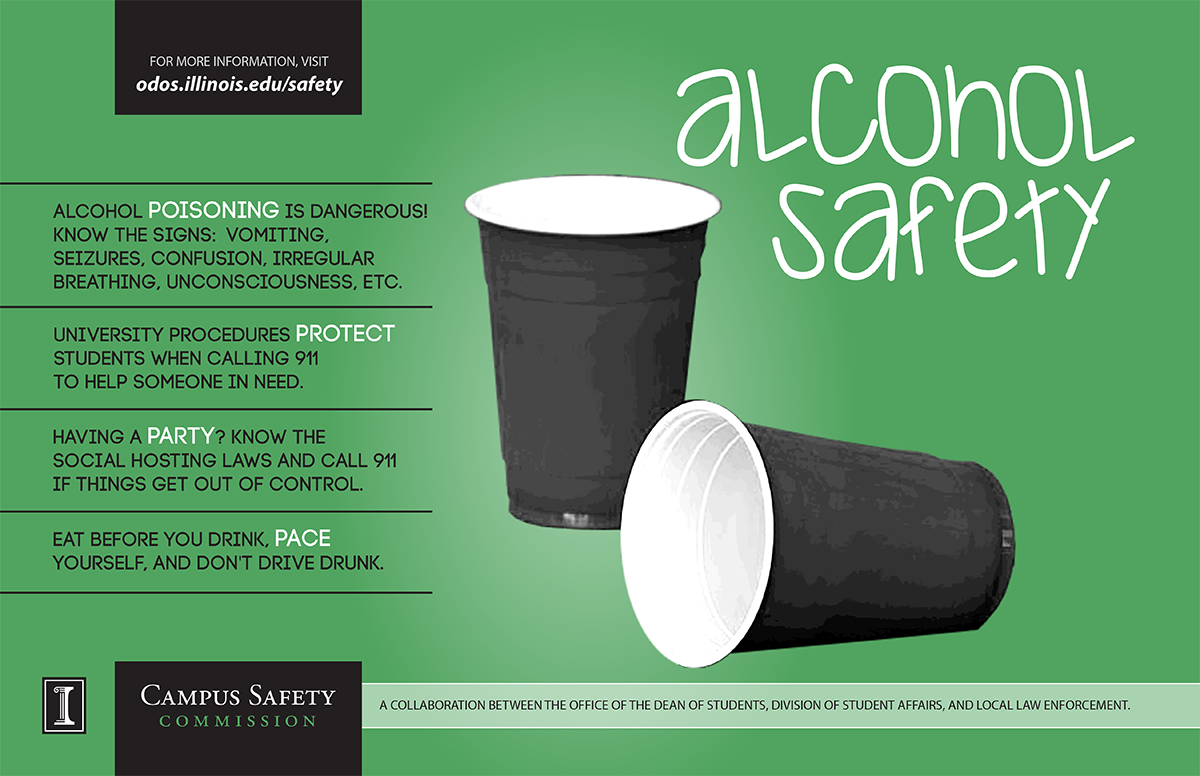 FOR MORE INFORMATION, VISIT
odos.illinois.edu/safety
alcohol
safety
ALCOHOL POISONING IS DANGEROUS!
KNOW THE SIGNS: VOMITING,
SEIZURES, CONFUSION, IRREGULAR
BREATHING, UNCONSCIOUSNESS, ETC.
UNIVERSITY PROCEDURES PROTECT
STUDENTS WHEN CALLING 911
TO HELP SOMEONE IN NEED.
HAVING A PARTY? KNOW THE
SOCIAL HOSTING LAWS AND CALL 911
IF THINGS GET OUT OF CONTROL.
EAT BEFORE YOU DRINK, PACE
YOURSELF, AND DON'T DRIVE DRUNK.
I
CAMPUS SAFETY
COMMISSION
A COLLABORATION BETWEEN THE OFFICE OF THE DEAN OF STUDENTS, DIVISION OF STUDENT AFFAIRS, AND LOCAL LAW ENFORCEMENT.